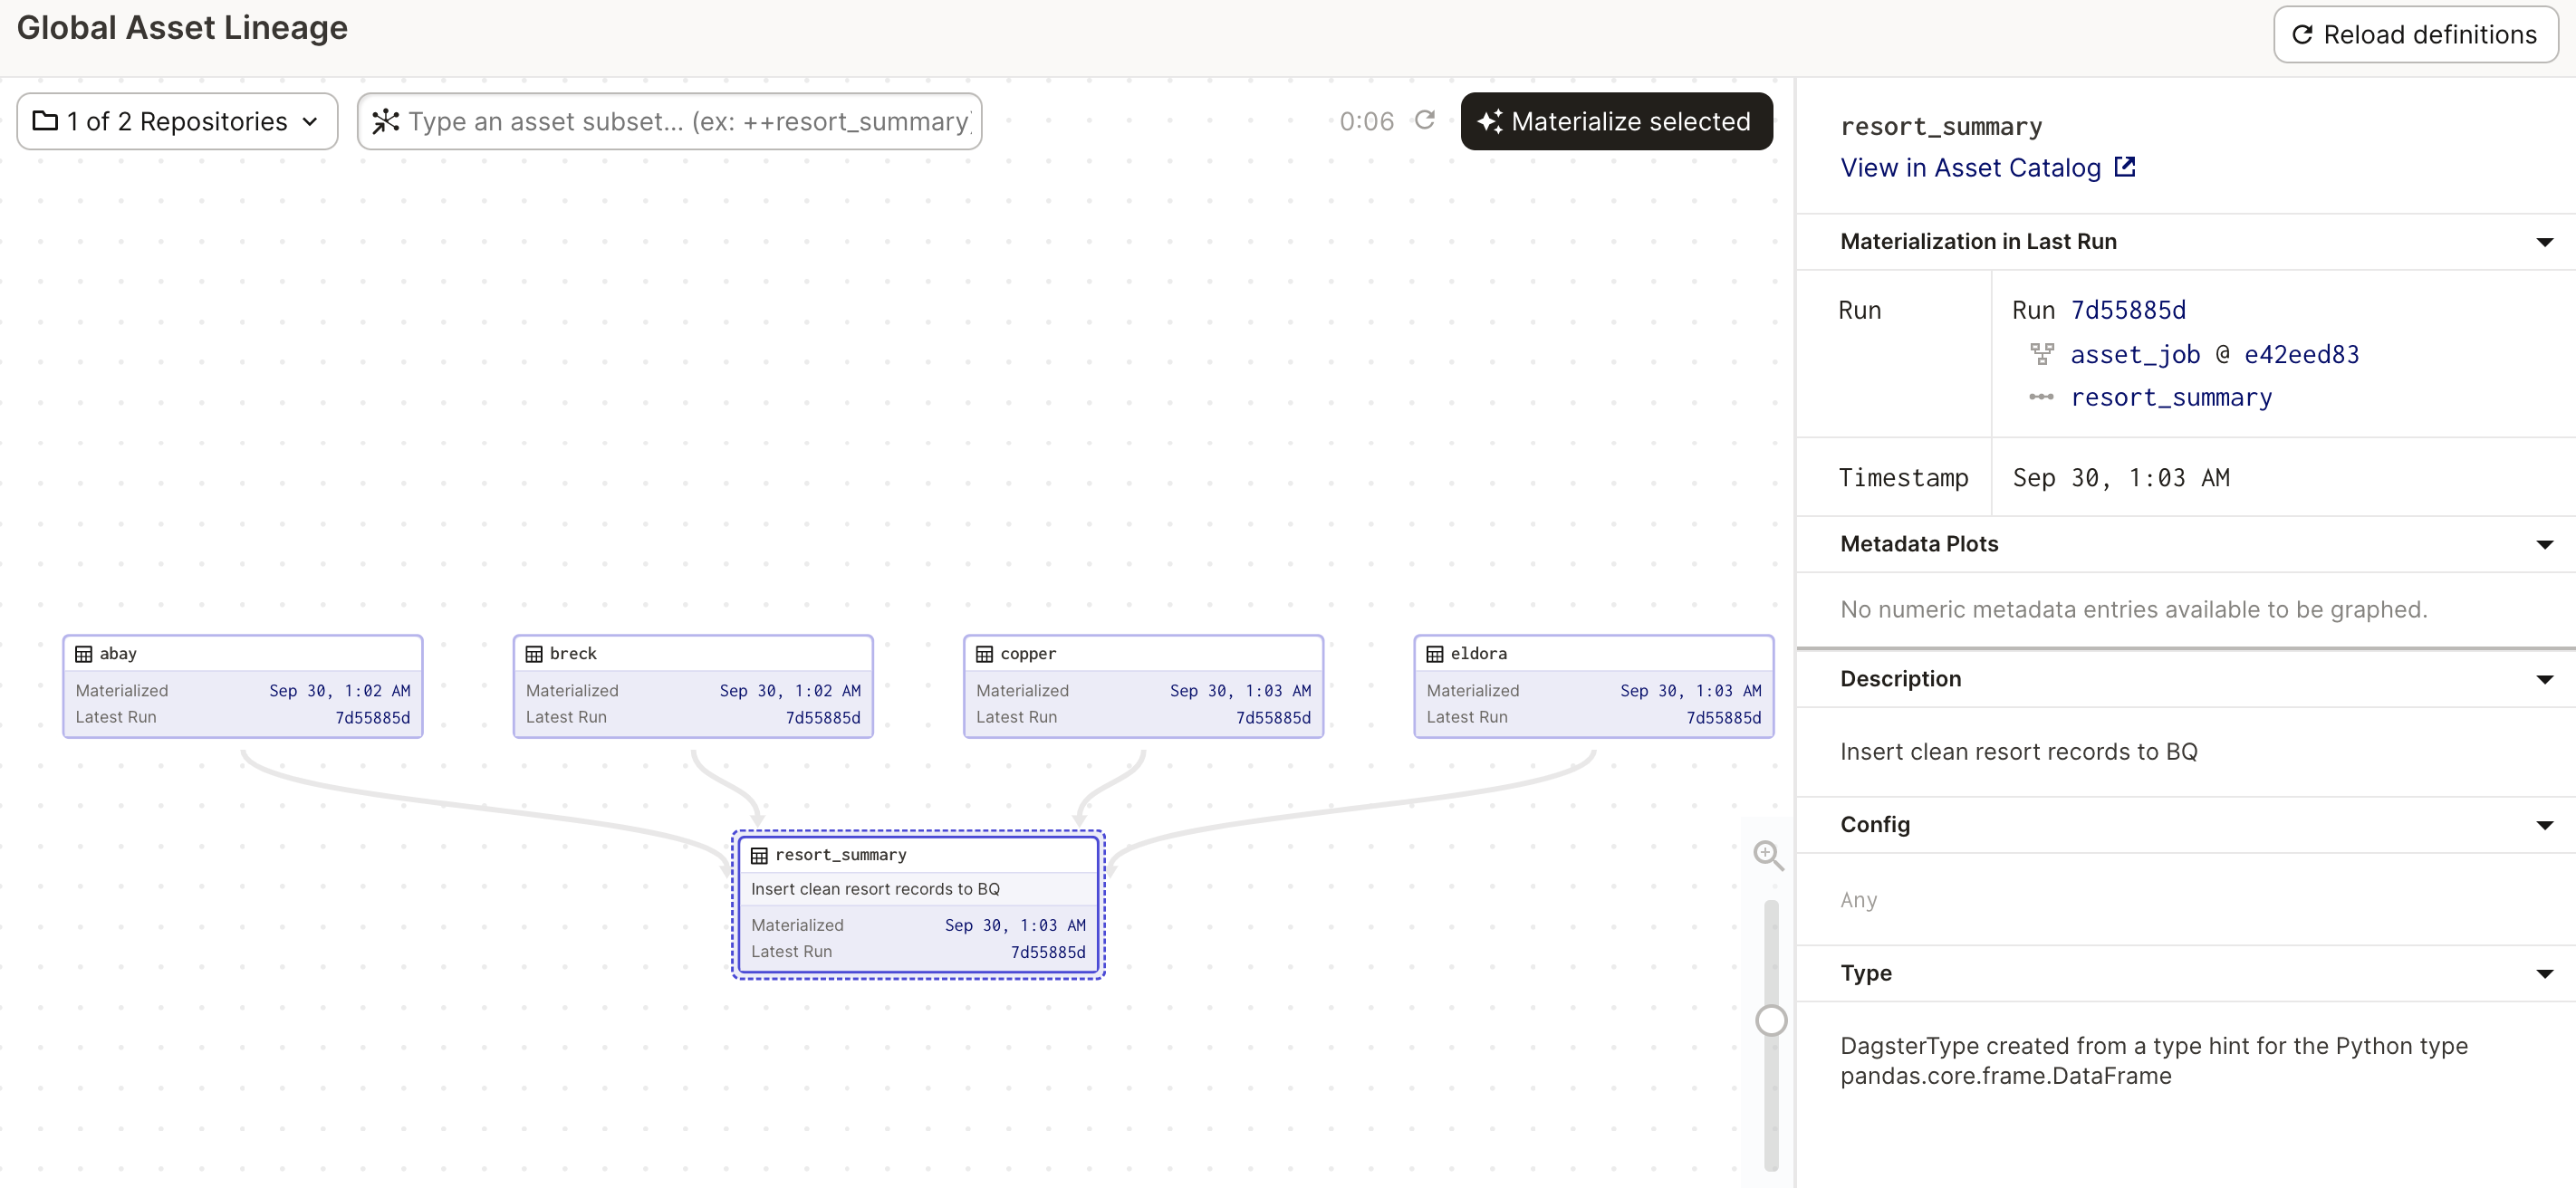 Global Asset Lineage
Reload definitions
1 of 2 Repositories
Type an asset subset... (ex: ++resort_summary)
0:06
Materialize selected
abay
Materialized Sep 30, 1:02 AM
Latest Run 7d55885d
breck
Materialized Sep 30, 1:02 AM
Latest Run 7d55885d
copper
Materialized Sep 30, 1:03 AM
Latest Run 7d55885d
eldora
Materialized Sep 30, 1:03 AM
Latest Run 7d55885d
resort_summary
Insert clean resort records to BQ
Materialized Sep 30, 1:03 AM
Latest Run 7d55885d
resort_summary
View in Asset Catalog
Materialization in Last Run
Run Run 7d55885d
asset_job @ e42eed83
resort_summary
Timestamp Sep 30, 1:03 AM
Metadata Plots
No numeric metadata entries available to be graphed.
Description
Insert clean resort records to BQ
Config
Any
Type
DagsterType created from a type hint for the Python type
pandas.core.frame.DataFrame